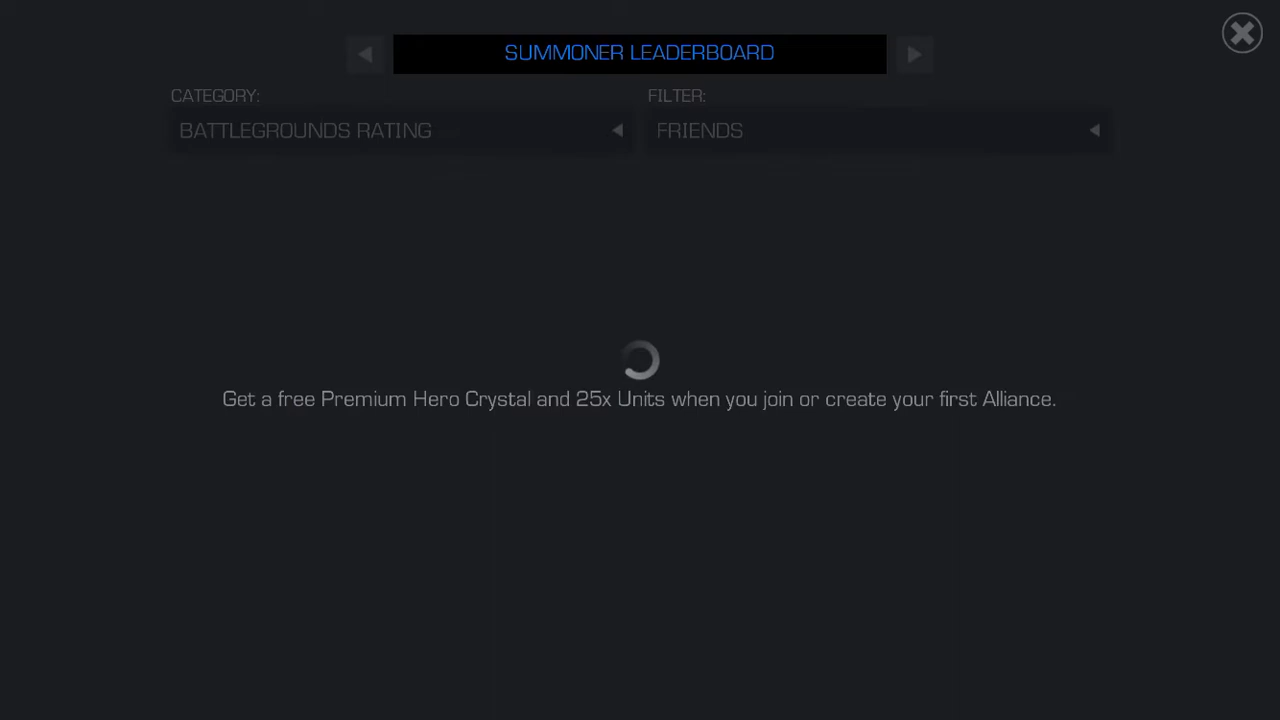 SUMMONER LEADERBOARD
CATEGORY:
FILTER:
BATTLEGROUNDS RATING
FRIENDS
Get a free Premium Hero Crystal and 25x Units when you join or create your first Alliance.